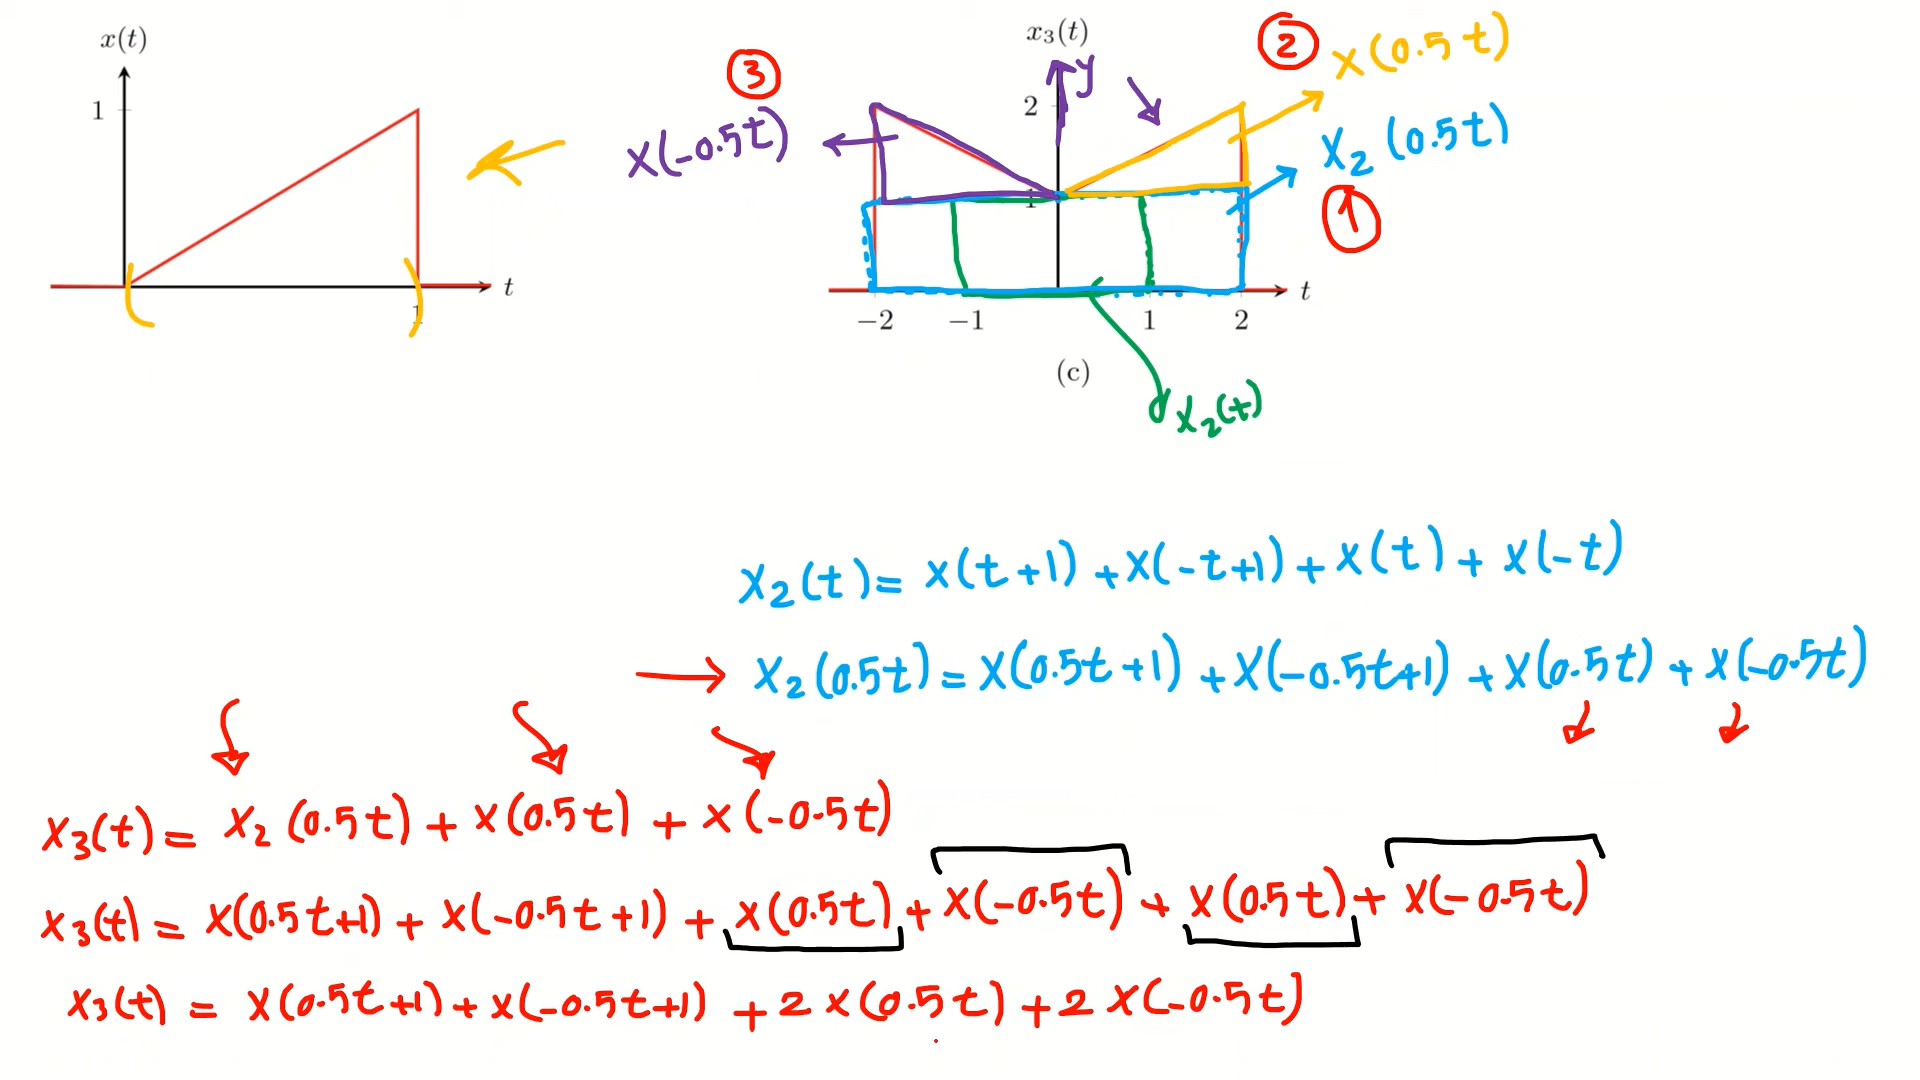 x(t)
1
t
1
x₃(t)
y
2
1
-2 -1 1 2
t
(c)
③
x(-0.5t)
② x(0.5t)
x₂(0.5t)
①
x₂(t)
x₂(t) = x(t+1) + x(-t+1) + x(t) + x(-t)
x₂(0.5t) = x(0.5t+1) + x(-0.5t+1) + x(0.5t) + x(-0.5t)
x₃(t) = x₂(0.5t) + x(0.5t) + x(-0.5t)
x₃(t) = x(0.5t+1) + x(-0.5t+1) + x(0.5t) + x(-0.5t) + x(0.5t) + x(-0.5t)
x₃(t) = x(0.5t+1) + x(-0.5t+1) + 2x(0.5t) + 2x(-0.5t)